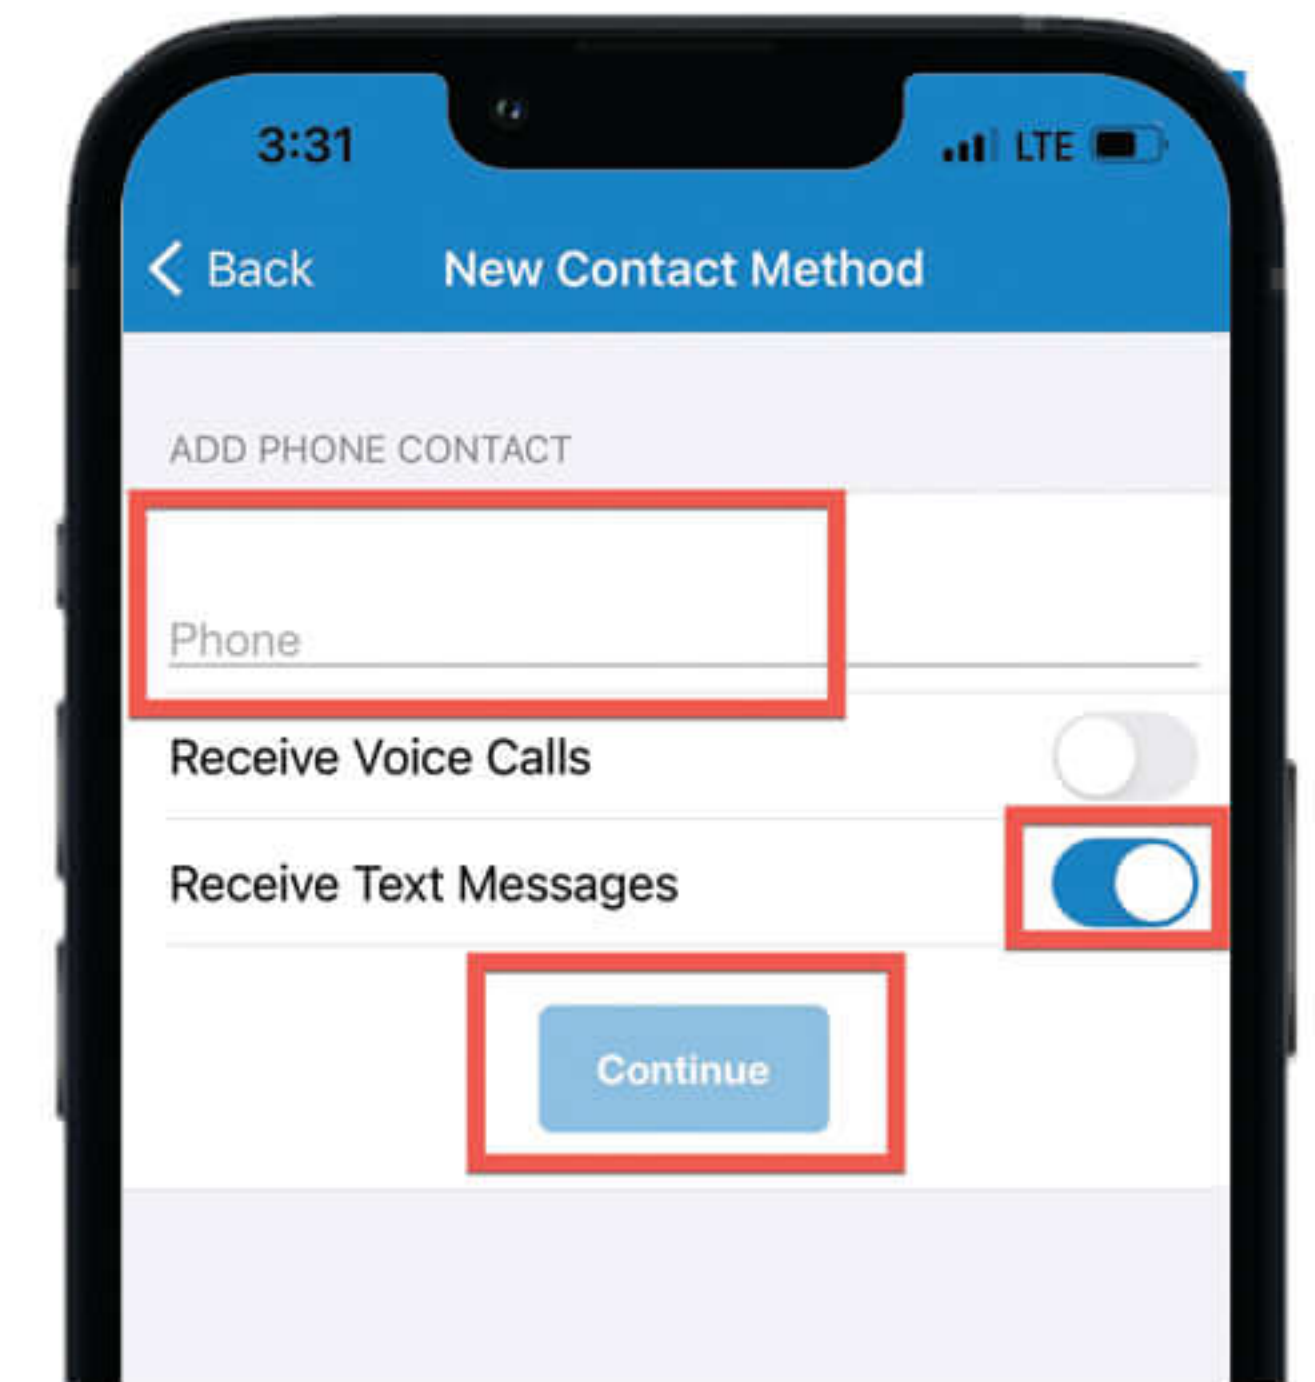 3:31 LTE
Back New Contact Method
ADD PHONE CONTACT
Phone
Receive Voice Calls
Receive Text Messages
Continue